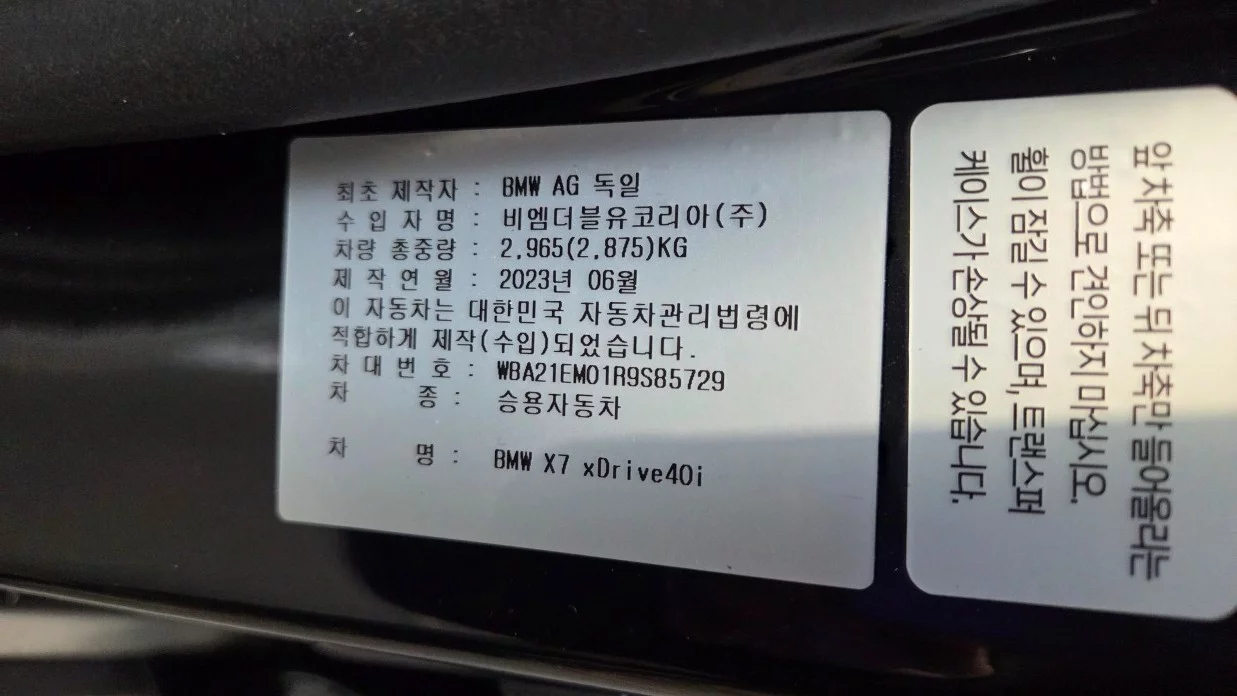 최초 제작자 : BMW AG 독일
수 입 자 명 : 비엠더블유코리아(주)
차량 총중량 : 2,965(2,875)KG
제 작 연 월 : 2023년 06월
이 자동차는 대한민국 자동차관리법령에
적합하게 제작(수입)되었습니다.
차 대 번 호 : WBA21EM01R9S85729
차 종 : 승용자동차
차 명 : BMW X7 xDrive40i
앞 차축 또는 뒤 차축만 들어올리는
방법으로 견인하지 마십시오.
휠이 잠길 수 있으며, 트랜스퍼
케이스가 손상될 수 있습니다.